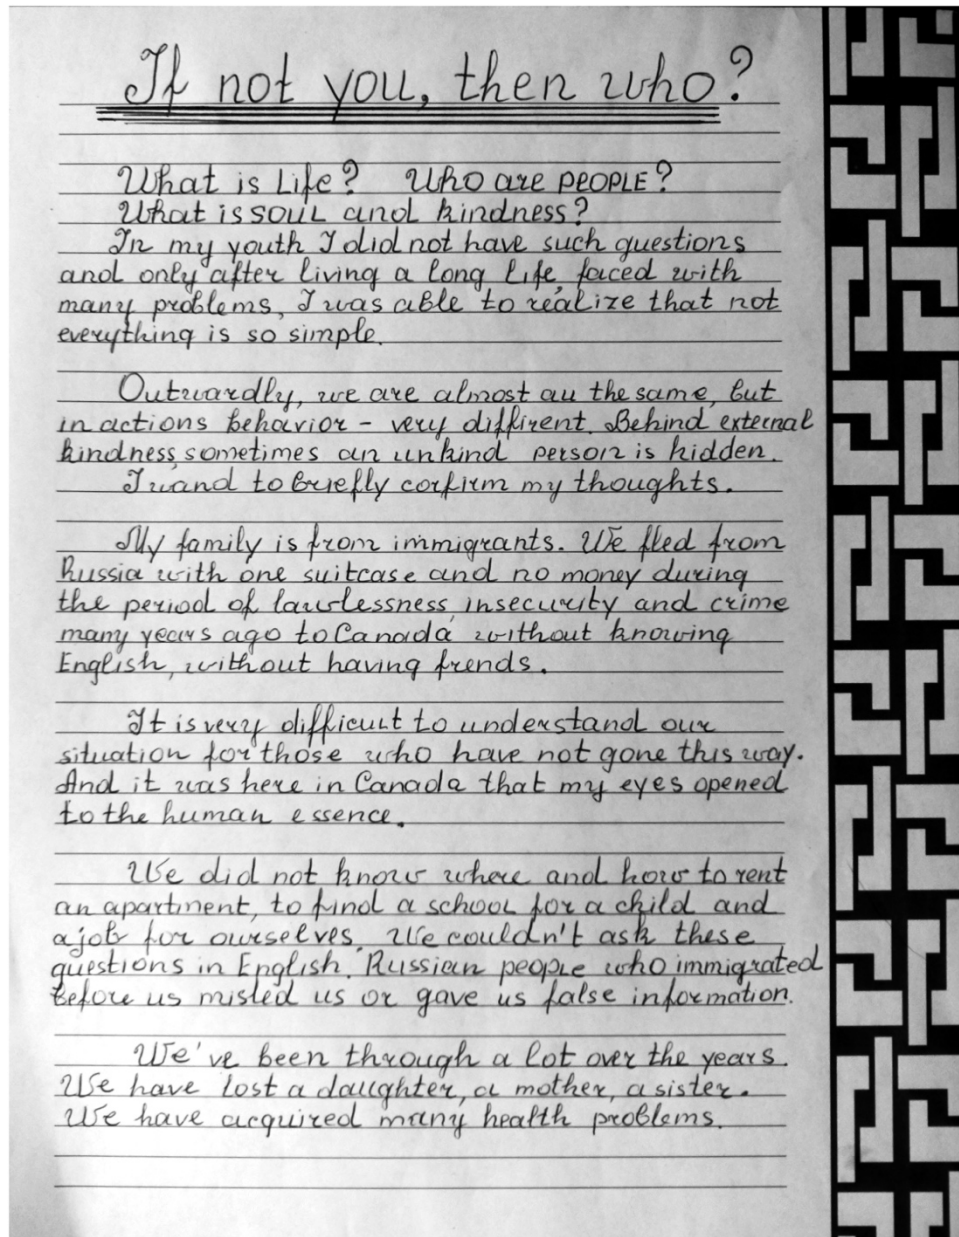 If not you, then who?
What is Life? Who are PEOPLE?
What is SOUL and kindness?
In my youth I did not have such questions
and only after living a long life, faced with
many problems, I was able to realize that not
everything is so simple.
Outwardly, we are almost all the same, but
in actions behavior - very diffirent. Behind external
kindness, sometimes an unkind person is hidden.
I wand to briefly corfirm my thoughts.
My family is from immigrants. We fled from
Russia with one suitcase and no money during
the period of lawlessness, insecurity and crime
many years ago to Canada, without knowing
English, without having frends.
It is very difficult to understand our
situation for those who have not gone this way.
And it was here in Canada that my eyes opened
to the human essence.
We did not know where and how to rent
an apartment, to find a school for a child and
a job for ourselves. We couldn't ask these
questions in English. Russian people who immigrated
before us misled us or gave us false information.
We've been through a lot over the years.
We have lost a daughter, a mother, a sister.
We have acquired many health problems.